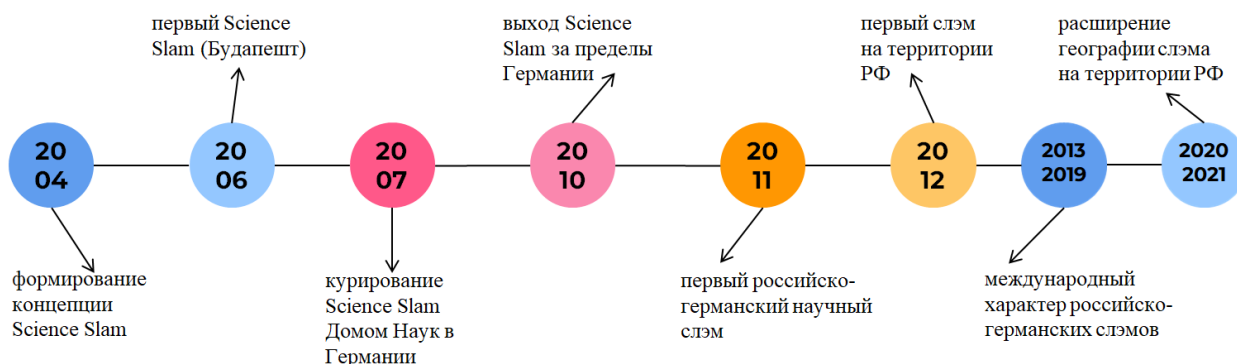 первый Science
Slam (Будапешт)
выход Science
Slam за пределы
Германии
первый слэм
на территории
РФ
расширение
географии слэма
на территории РФ
20
04
20
06
20
07
20
10
20
11
20
12
2013
2019
2020
2021
формирование
концепции
Science Slam
курирование
Science Slam
Домом Наук в
Германии
первый российско-
германский научный
слэм
международный
характер российско-
германских слэмов